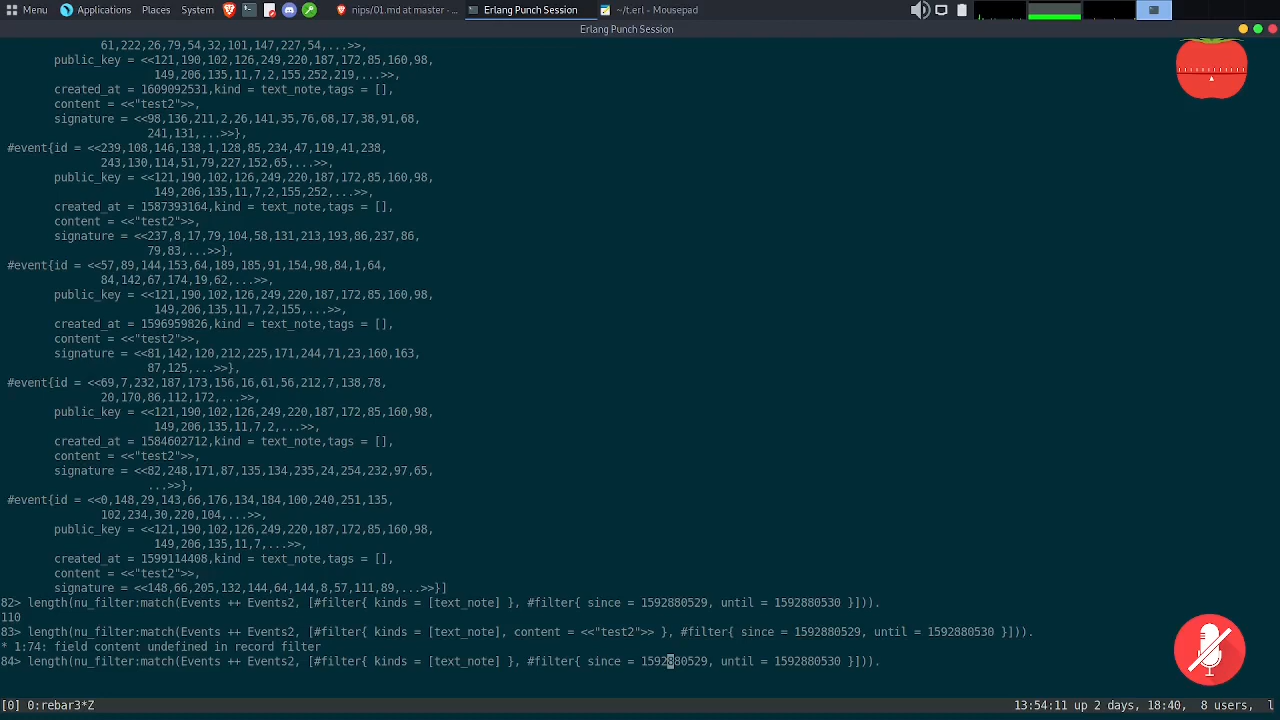 Menu Applications Places System nips/01.md at master - ... Erlang Punch Session ~/t.erl - Mousepad
Erlang Punch Session
61,222,26,79,54,32,101,147,227,54,...>>,
public_key = <<121,190,102,126,249,220,187,172,85,160,98,
149,206,135,11,7,2,155,252,219,...>>,
created_at = 1609092531,kind = text_note,tags = [],
content = <<"test2">>,
signature = <<98,136,211,2,26,141,35,76,68,17,38,91,68,
241,131,...>>},
#event{id = <<239,108,146,138,1,128,85,234,47,119,41,238,
243,130,114,51,79,227,152,65,...>>,
public_key = <<121,190,102,126,249,220,187,172,85,160,98,
149,206,135,11,7,2,155,252,...>>,
created_at = 1587393164,kind = text_note,tags = [],
content = <<"test2">>,
signature = <<237,8,17,79,104,58,131,213,193,86,237,86,
79,83,...>>},
#event{id = <<57,89,144,153,64,189,185,91,154,98,84,1,64,
84,142,67,174,19,62,...>>,
public_key = <<121,190,102,126,249,220,187,172,85,160,98,
149,206,135,11,7,2,155,...>>,
created_at = 1596959826,kind = text_note,tags = [],
content = <<"test2">>,
signature = <<81,142,120,212,225,171,244,71,23,160,163,
87,125,...>>},
#event{id = <<69,7,232,187,173,156,16,61,56,212,7,138,78,
20,170,86,112,172,...>>,
public_key = <<121,190,102,126,249,220,187,172,85,160,98,
149,206,135,11,7,2,...>>,
created_at = 1584602712,kind = text_note,tags = [],
content = <<"test2">>,
signature = <<82,248,171,87,135,134,235,24,254,232,97,65,
...>>},
#event{id = <<0,148,29,143,66,176,134,184,100,240,251,135,
102,234,30,220,104,...>>,
public_key = <<121,190,102,126,249,220,187,172,85,160,98,
149,206,135,11,7,...>>,
created_at = 1599114408,kind = text_note,tags = [],
content = <<"test2">>,
signature = <<148,66,205,132,144,64,144,8,57,111,89,...>>}]
82> length(nu_filter:match(Events ++ Events2, [#filter{ kinds = [text_note] }, #filter{ since = 1592880529, until = 1592880530 }])).
110
83> length(nu_filter:match(Events ++ Events2, [#filter{ kinds = [text_note], content = <<"test2">> }, #filter{ since = 1592880529, until = 1592880530 }])).
* 1:74: field content undefined in record filter
84> length(nu_filter:match(Events ++ Events2, [#filter{ kinds = [text_note] }, #filter{ since = 1592880529, until = 1592880530 }])).
[0] 0:rebar3*Z 13:54:11 up 2 days, 18:40, 8 users, l